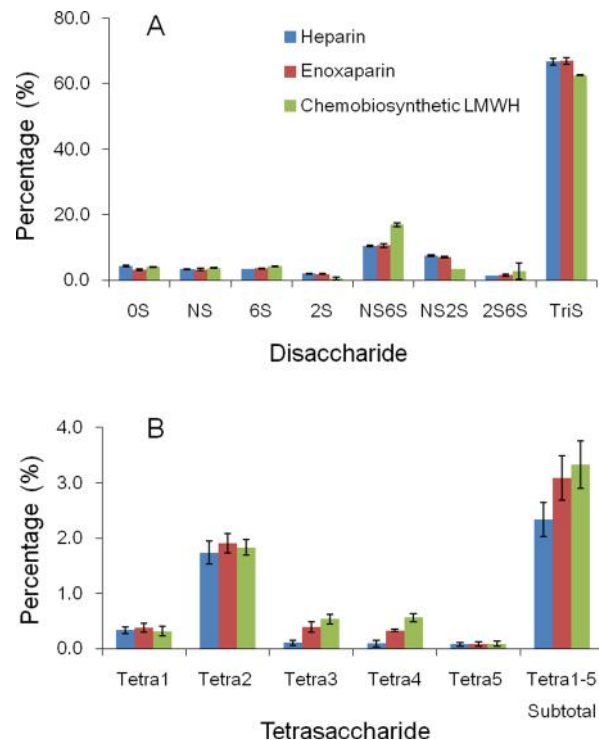 80.0
A
Heparin
60.0
Enoxaparin
Chemobiosynthetic LMWH
40.0
20.0
0.0
Percentage (%)
0S NS 6S 2S NS6S NS2S 2S6S TriS
Disaccharide
4.0
B
3.0
2.0
1.0
0.0
Percentage (%)
Tetra1 Tetra2 Tetra3 Tetra4 Tetra5 Tetra1-5
Subtotal
Tetrasaccharide